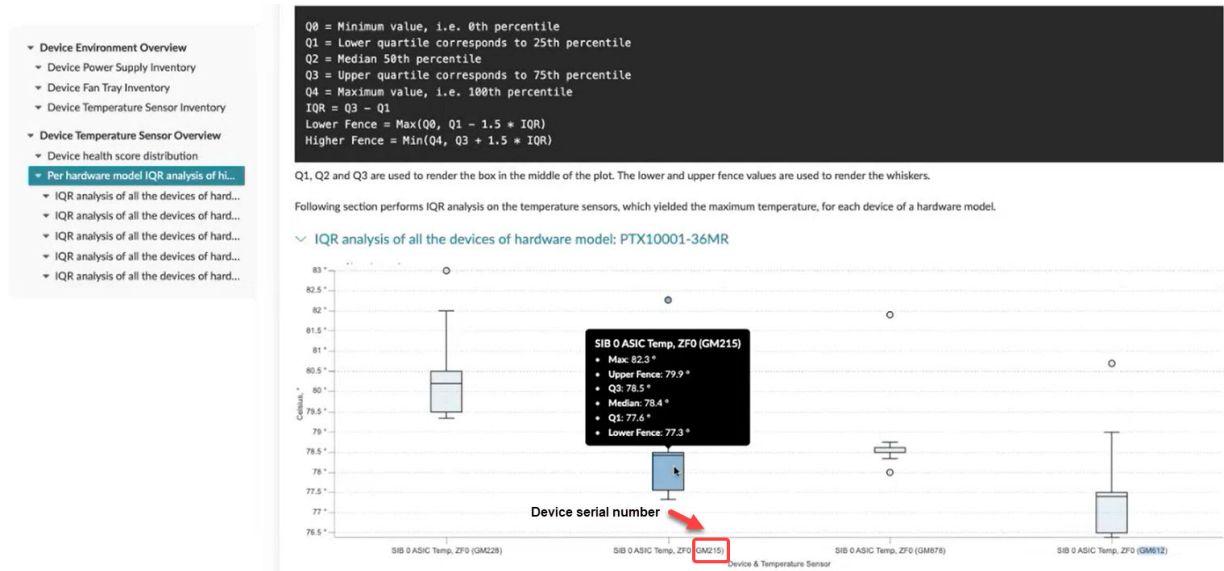 Device Environment Overview
Device Power Supply Inventory
Device Fan Tray Inventory
Device Temperature Sensor Inventory
Device Temperature Sensor Overview
Device health score distribution
Per hardware model IQR analysis of hi...
IQR analysis of all the devices of hard...
IQR analysis of all the devices of hard...
IQR analysis of all the devices of hard...
IQR analysis of all the devices of hard...
IQR analysis of all the devices of hard...
Q0 = Minimum value, i.e. 0th percentile
Q1 = Lower quartile corresponds to 25th percentile
Q2 = Median 50th percentile
Q3 = Upper quartile corresponds to 75th percentile
Q4 = Maximum value, i.e. 100th percentile
IQR = Q3 - Q1
Lower Fence = Max(Q0, Q1 - 1.5 * IQR)
Higher Fence = Min(Q4, Q3 + 1.5 * IQR)
Q1, Q2 and Q3 are used to render the box in the middle of the plot. The lower and upper fence values are used to render the whiskers.
Following section performs IQR analysis on the temperature sensors, which yielded the maximum temperature, for each device of a hardware model.
IQR analysis of all the devices of hardware model: PTX10001-36MR
83 °
82.5 °
82 °
81.5 °
81 °
80.5 °
80 °
79.5 °
79 °
78.5 °
78 °
77.5 °
77 °
76.5 °
Celsius, °
SIB 0 ASIC Temp, ZF0 (GM215)
• Max: 82.3 °
• Upper Fence: 79.9 °
• Q3: 78.5 °
• Median: 78.4 °
• Q1: 77.6 °
• Lower Fence: 77.3 °
Device serial number
SIB 0 ASIC Temp, ZF0 (GM228)
SIB 0 ASIC Temp, ZF0 (GM215)
SIB 0 ASIC Temp, ZF0 (GM878)
SIB 0 ASIC Temp, ZF0 (GM612)
Device & Temperature Sensor